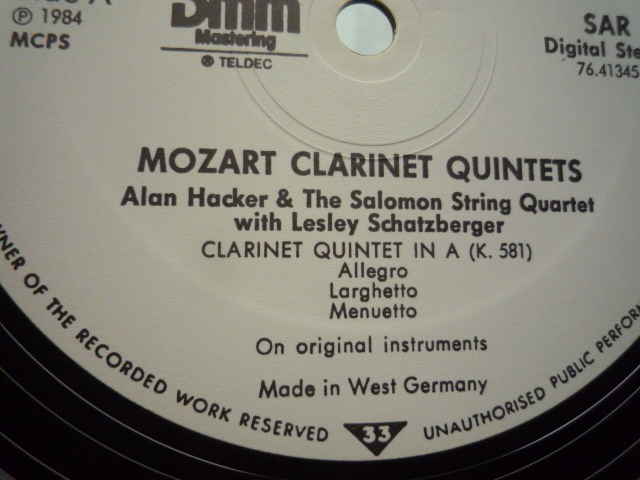 ℗ 1984
MCPS
Dmm
Mastering
® TELDEC
SAR
Digital Ste
76.41345
MOZART CLARINET QUINTETS
Alan Hacker & The Salomon String Quartet
with Lesley Schatzberger
CLARINET QUINTET IN A (K. 581)
Allegro
Larghetto
Menuetto
On original instruments
Made in West Germany
WNER OF THE RECORDED WORK RESERVED
33
UNAUTHORISED PUBLIC PERFOR